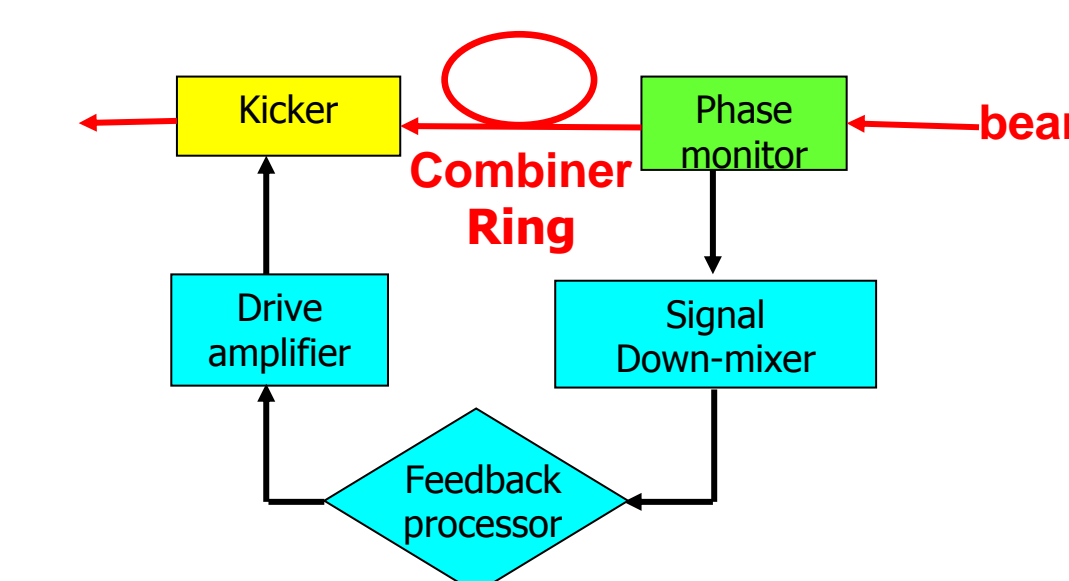 Kicker
Phase
monitor
Combiner
Ring
Drive
amplifier
Signal
Down-mixer
Feedback
processor